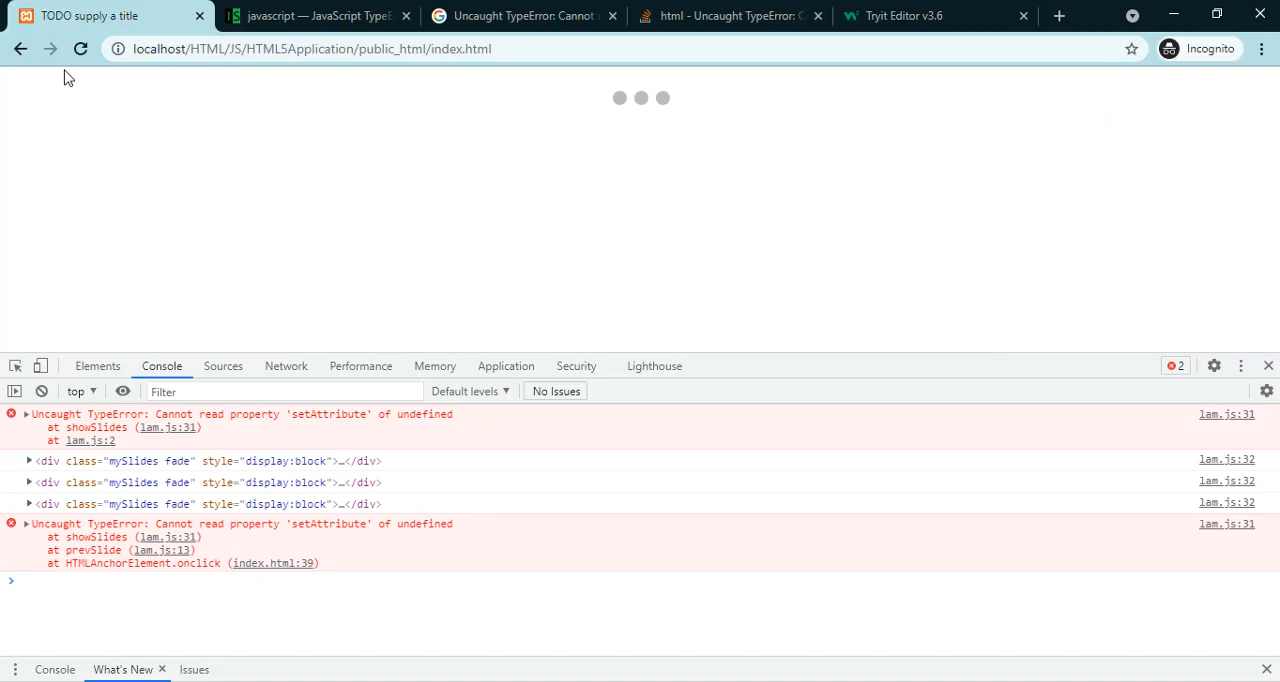 TODO supply a title
javascript — JavaScript TypeE
Uncaught TypeError: Cannot
html - Uncaught TypeError: C
Tryit Editor v3.6
localhost/HTML/JS/HTML5Application/public_html/index.html
Incognito
Elements
Console
Sources
Network
Performance
Memory
Application
Security
Lighthouse
2
top
Filter
Default levels
No Issues
Uncaught TypeError: Cannot read property 'setAttribute' of undefined lam.js:31
at showSlides (lam.js:31)
at lam.js:2
<div class="mySlides fade" style="display:block">…</div> lam.js:32
<div class="mySlides fade" style="display:block">…</div> lam.js:32
<div class="mySlides fade" style="display:block">…</div> lam.js:32
Uncaught TypeError: Cannot read property 'setAttribute' of undefined lam.js:31
at showSlides (lam.js:31)
at prevSlide (lam.js:13)
at HTMLAnchorElement.onclick (index.html:39)
Console
What's New
Issues